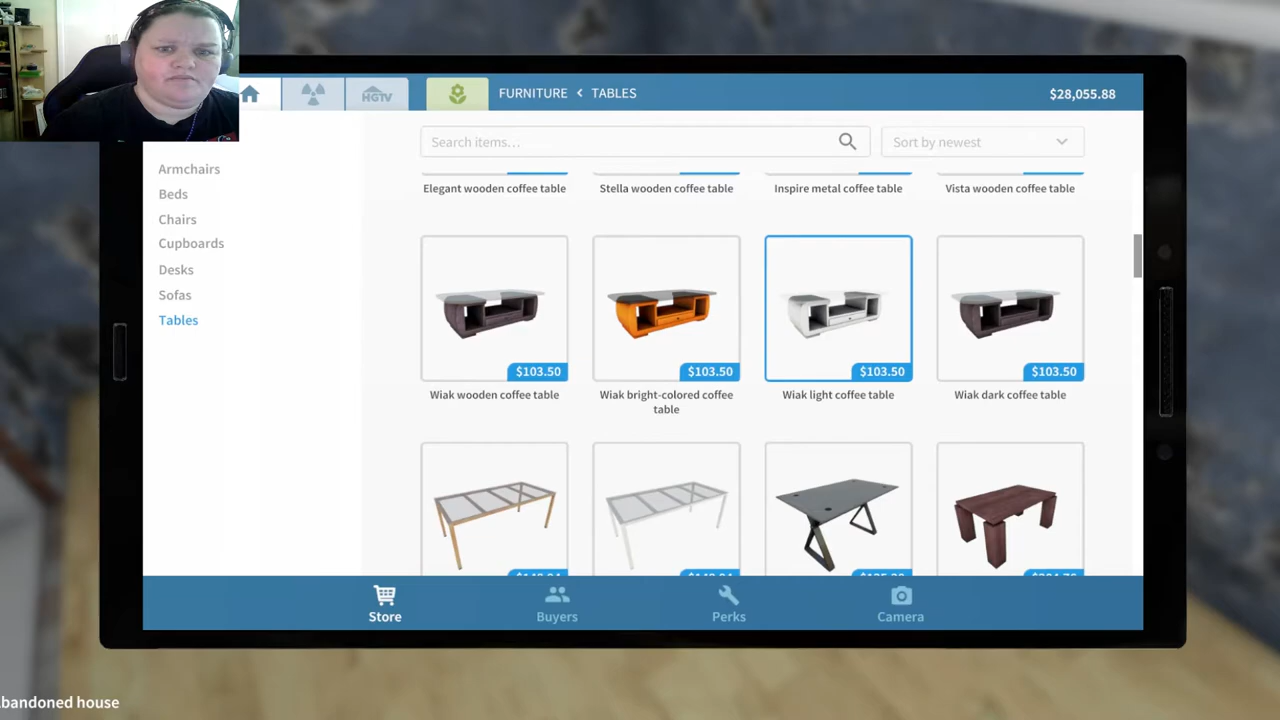 HGTV
FURNITURE < TABLES
$28,055.88
Search items...
Sort by newest
Armchairs
Beds
Chairs
Cupboards
Desks
Sofas
Tables
Elegant wooden coffee table
Stella wooden coffee table
Inspire metal coffee table
Vista wooden coffee table
$103.50
$103.50
$103.50
$103.50
Wiak wooden coffee table
Wiak bright-colored coffee
table
Wiak light coffee table
Wiak dark coffee table
Store
Buyers
Perks
Camera
bandoned house